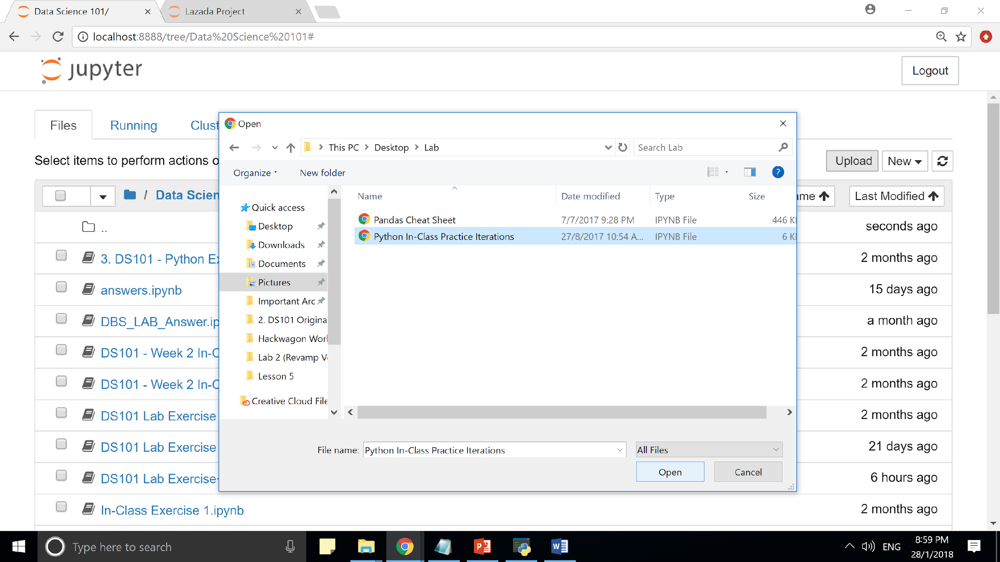 Data Science 101/
Lazada Project
localhost:8888/tree/Data%20Science%20101#
jupyter
Logout
Files
Running
Clust
Select items to perform actions o
Upload
New
/ Data Scien
ame
Last Modified
..
seconds ago
3. DS101 - Python Ex
2 months ago
answers.ipynb
15 days ago
DBS_LAB_Answer.ip
a month ago
DS101 - Week 2 In-C
2 months ago
DS101 - Week 2 In-C
2 months ago
DS101 Lab Exercise
2 months ago
DS101 Lab Exercise
21 days ago
DS101 Lab Exercise-
6 hours ago
In-Class Exercise 1.ipynb
2 months ago
Open
This PC > Desktop > Lab
Search Lab
Organize
New folder
?
Quick access
Desktop
Downloads
Documents
Pictures
Important Arc
2. DS101 Origina
Hackwagon Worl
Lab 2 (Revamp Ve
Lesson 5
Creative Cloud File
Name Date modified Type Size
Pandas Cheat Sheet 7/7/2017 9:28 PM IPYNB File 446 K
Python In-Class Practice Iterations 27/8/2017 10:54 A... IPYNB File 6 K
File name: Python In-Class Practice Iterations
All Files
Open
Cancel
Type here to search
P
W
ENG
8:59 PM
28/1/2018